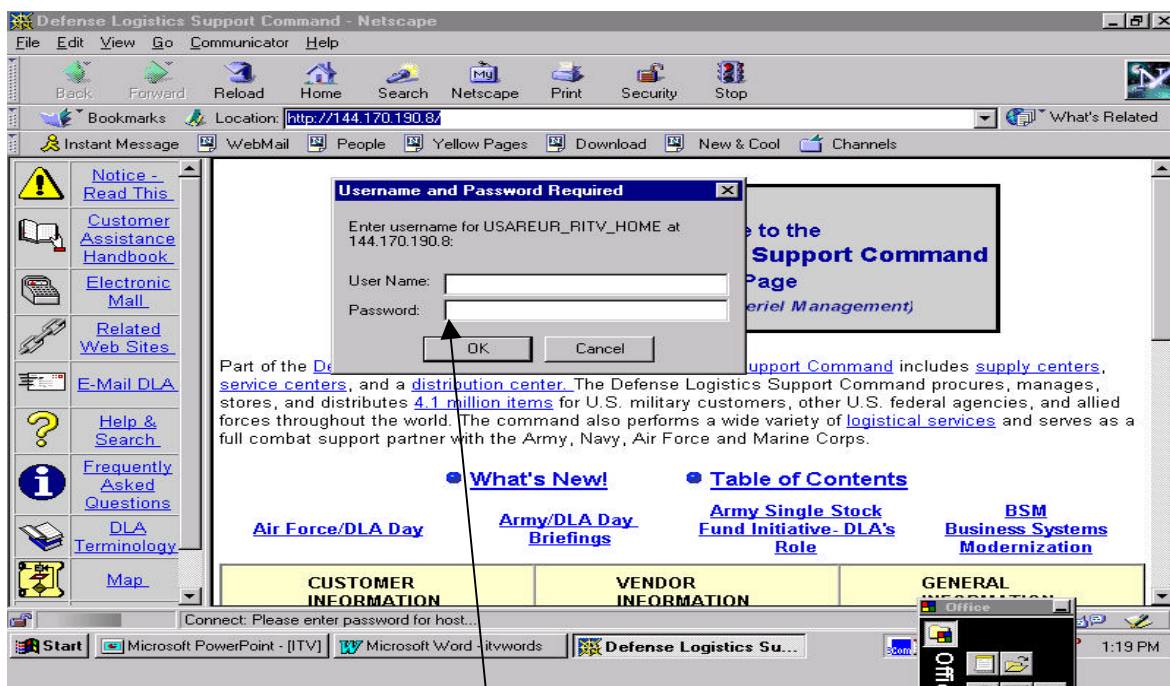 Defense Logistics Support Command - Netscape
File Edit View Go Communicator Help
Back Forward Reload Home Search Netscape Print Security Stop
My
N
Bookmarks Location: http://144.170.190.8/ What's Related
Instant Message WebMail People Yellow Pages Download New & Cool Channels
Notice -
Read This
Customer
Assistance
Handbook
Electronic
Mall
Related
Web Sites
E-Mail DLA
Help &
Search
Frequently
Asked
Questions
DLA
Terminology
Map
Username and Password Required
Enter username for USAREUR_RITV_HOME at
144.170.190.8:
User Name:
Password:
OK Cancel
to the
Support Command
Page
Management)
Part of the De upport Command includes supply centers,
service centers, and a distribution center. The Defense Logistics Support Command procures, manages,
stores, and distributes 4.1 million items for U.S. military customers, other U.S. federal agencies, and allied
forces throughout the world. The command also performs a wide variety of logistical services and serves as a
full combat support partner with the Army, Navy, Air Force and Marine Corps.
What's New! Table of Contents
Air Force/DLA Day
Army/DLA Day
Briefings
Army Single Stock
Fund Initiative- DLA's
Role
BSM
Business Systems
Modernization
CUSTOMER
INFORMATION
VENDOR
INFORMATION
GENERAL
Connect: Please enter password for host...
Office
Start Microsoft PowerPoint - [ITV] Microsoft Word - itvwords Defense Logistics Su... 1:19 PM